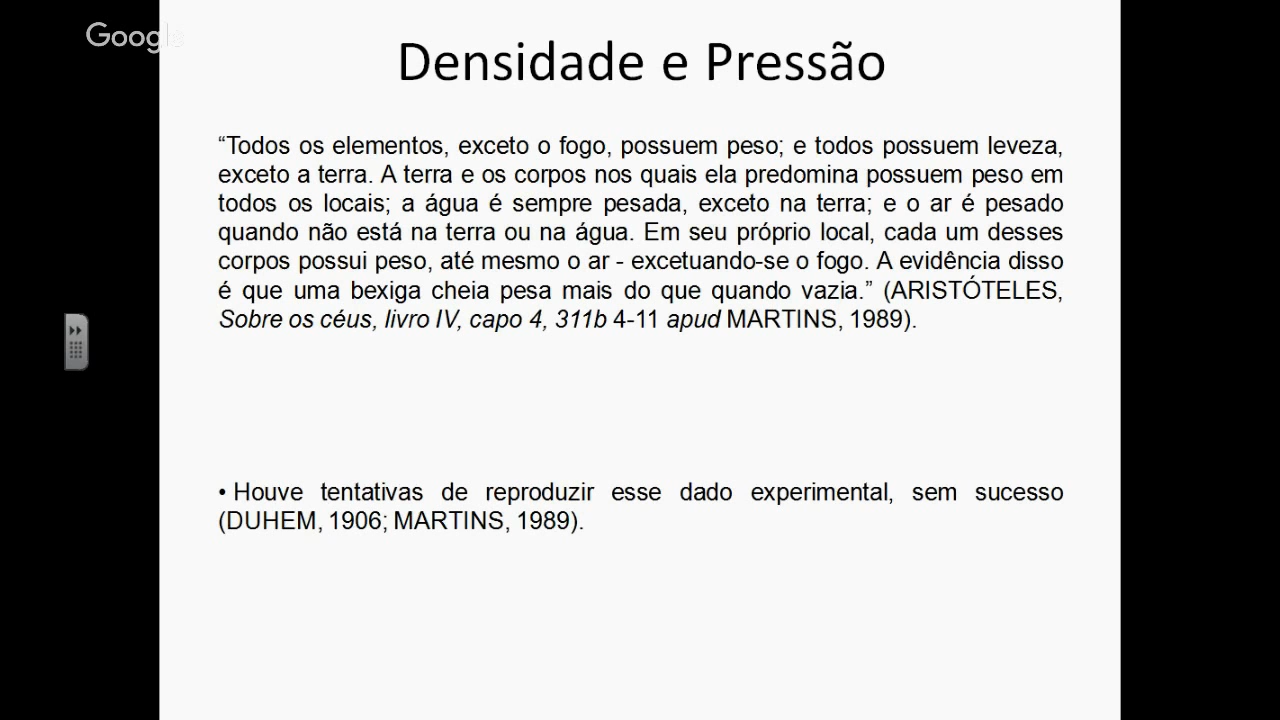 Google
Densidade e Pressão
“Todos os elementos, exceto o fogo, possuem peso; e todos possuem leveza,
exceto a terra. A terra e os corpos nos quais ela predomina possuem peso em
todos os locais; a água é sempre pesada, exceto na terra; e o ar é pesado
quando não está na terra ou na água. Em seu próprio local, cada um desses
corpos possui peso, até mesmo o ar - excetuando-se o fogo. A evidência disso
é que uma bexiga cheia pesa mais do que quando vazia.” (ARISTÓTELES,
Sobre os céus, livro IV, capo 4, 311b 4-11 apud MARTINS, 1989).
• Houve tentativas de reproduzir esse dado experimental, sem sucesso
(DUHEM, 1906; MARTINS, 1989).